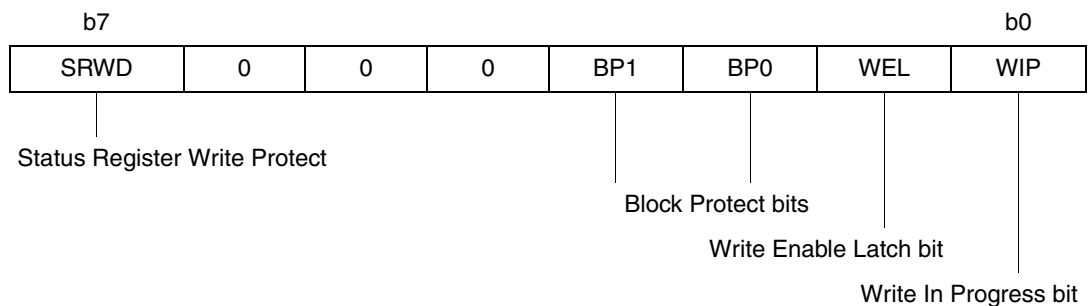 b7 b0
SRWD 0 0 0 BP1 BP0 WEL WIP
Status Register Write Protect
Block Protect bits
Write Enable Latch bit
Write In Progress bit